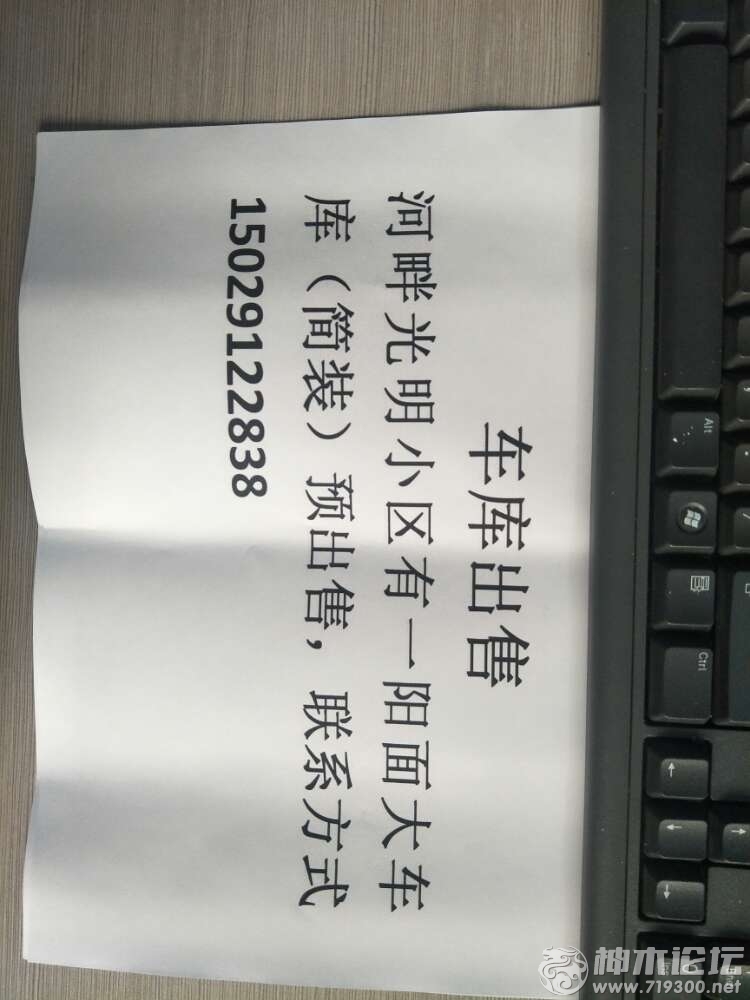 车库出售
河畔光明小区有一阳面大车
库（简装）预出售，联系方式
15029122838
Alt
Ctrl
神木论坛
www.719300.net